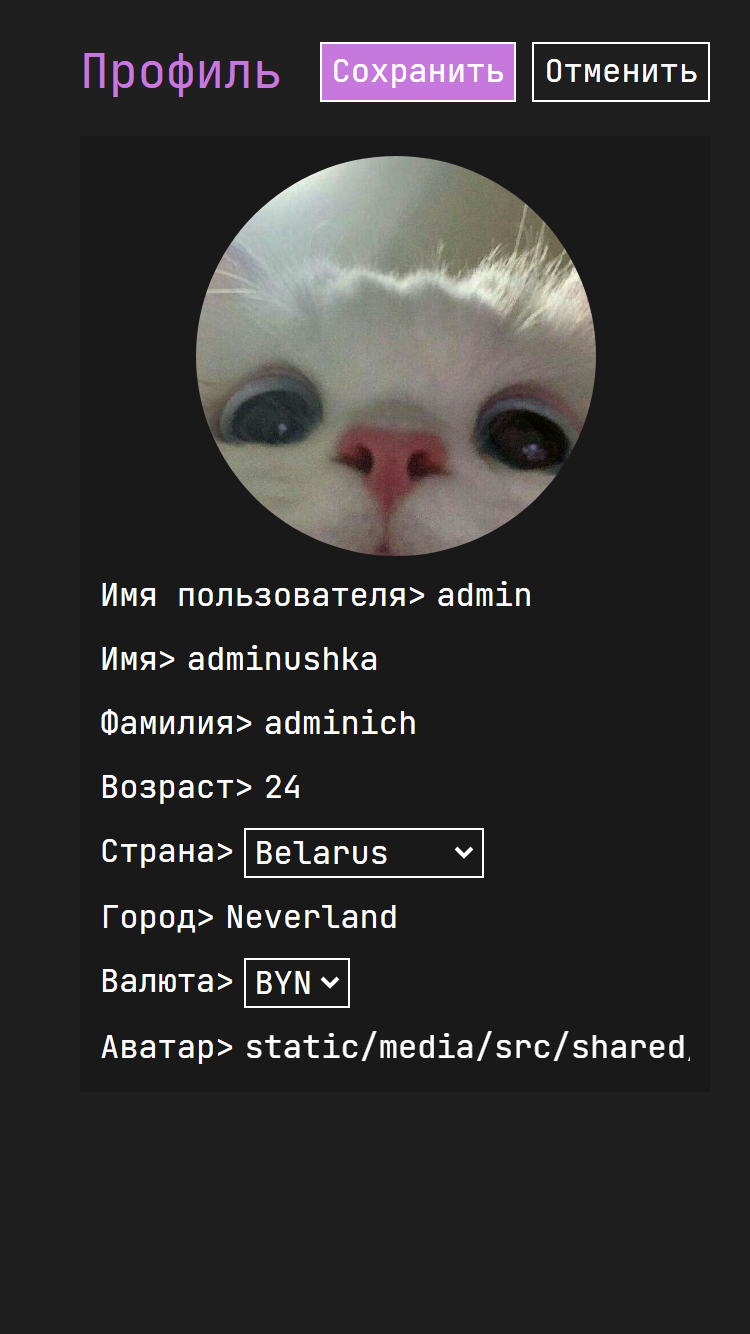 Профиль Сохранить Отменить
Имя пользователя> admin
Имя> adminushka
Фамилия> adminich
Возраст> 24
Страна> Belarus
Город> Neverland
Валюта> BYN
Аватар> static/media/src/shared/